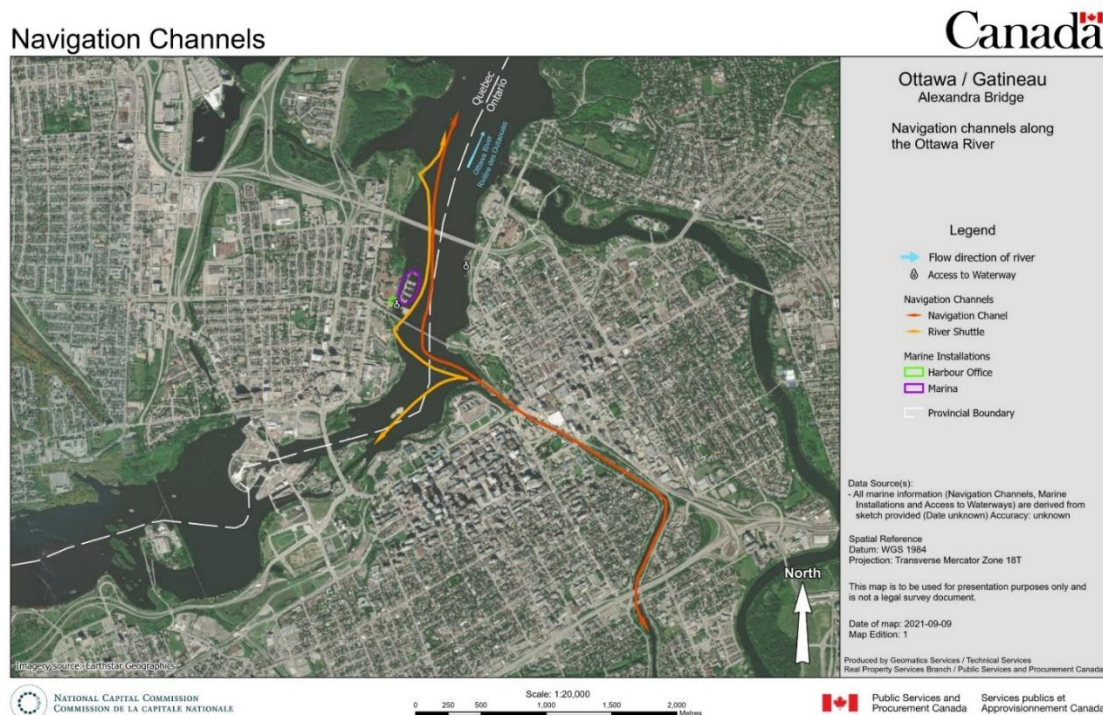 Navigation Channels
Canada
Quebec
Ontario
Ottawa River
Rivière des Outaouais
Imagery source: Earthstar Geographics
Ottawa / Gatineau
Alexandra Bridge
Navigation channels along
the Ottawa River
Legend
Flow direction of river
Access to Waterway
Navigation Channels
Navigation Chanel
River Shuttle
Marine Installations
Harbour Office
Marina
Provincial Boundary
Data Source(s):
- All marine information (Navigation Channels, Marine
Installations and Access to Waterways) are derived from
sketch provided (Date unknown) Accuracy: unknown
Spatial Reference
Datum: WGS 1984
Projection: Transverse Mercator Zone 18T
North
This map is to be used for presentation purposes only and
is not a legal survey document.
Date of map: 2021-09-09
Map Edition: 1
Produced by Geomatics Services / Technical Services
Real Property Services Branch / Public Services and Procurement Canada
NATIONAL CAPITAL COMMISSION
COMMISSION DE LA CAPITALE NATIONALE
Scale: 1:20,000
0 250 500 1,000 1,500 2,000
Metres
Public Services and Procurement Canada
Services publics et Approvisionnement Canada